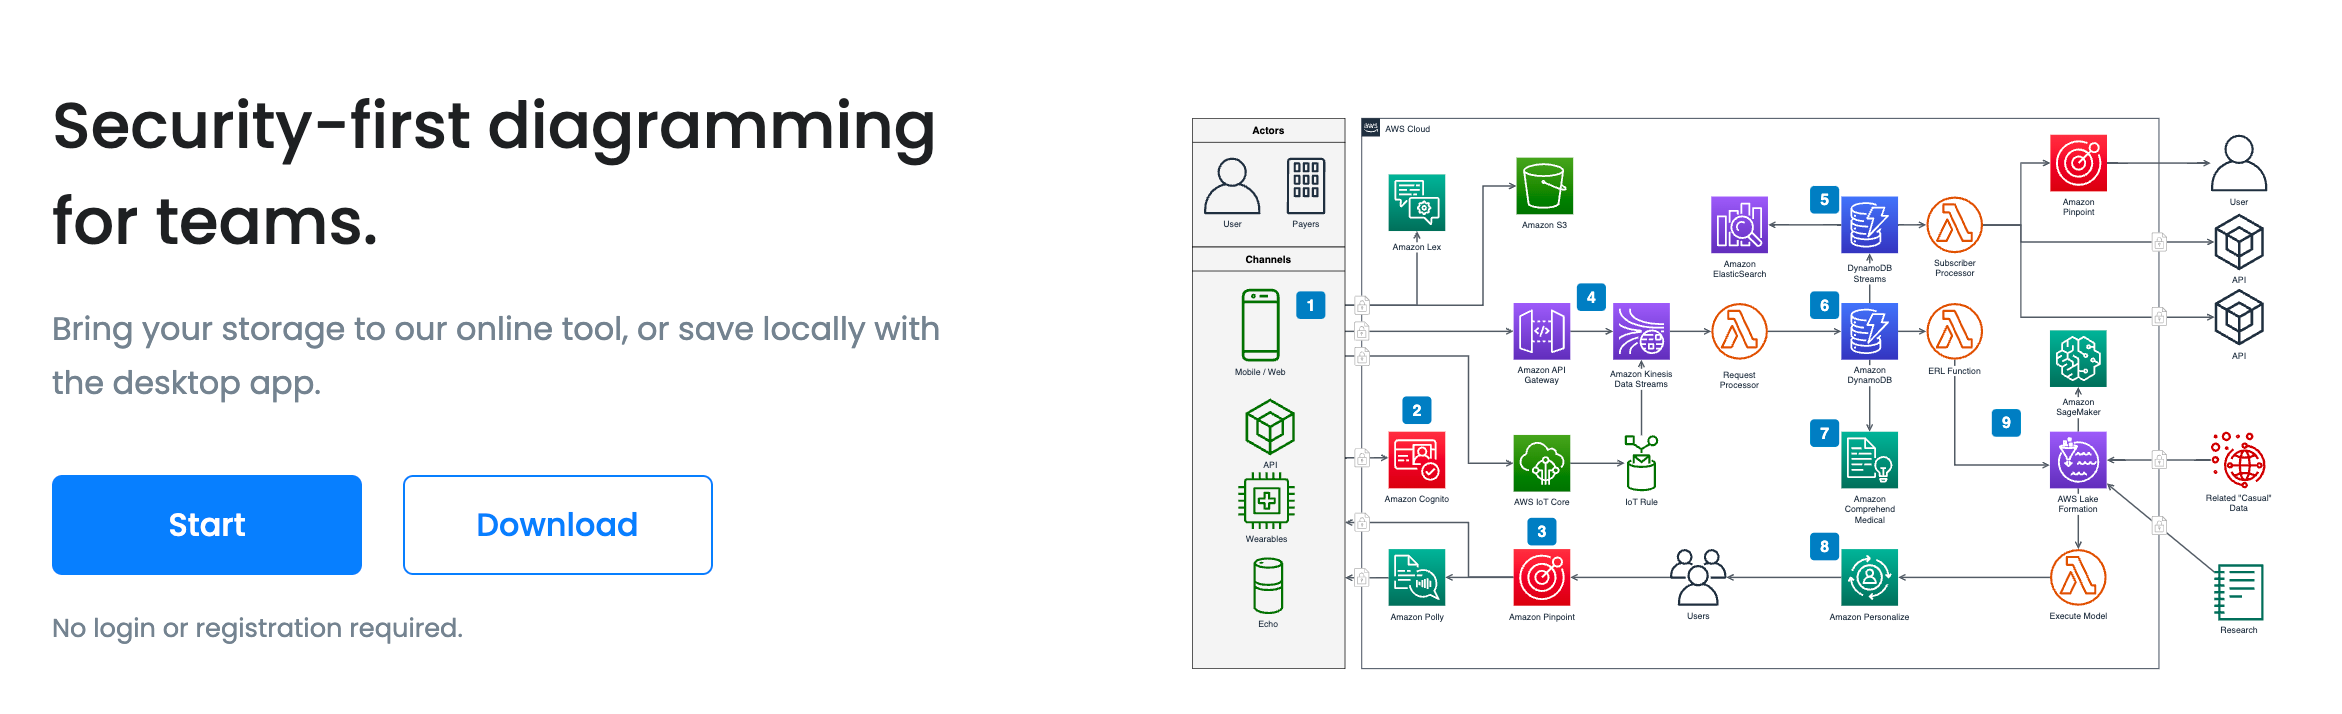 Security-first diagramming
for teams.
Bring your storage to our online tool, or save locally with
the desktop app.
Start
Download
No login or registration required.
Actors
User
Payers
Channels
1
Mobile / Web
API
Wearables
Echo
aws
AWS Cloud
Amazon Lex
Amazon S3
Amazon
ElasticSearch
5
DynamoDB
Streams
Subscriber
Processor
Amazon
Pinpoint
User
API
API
4
Amazon API
Gateway
Amazon Kinesis
Data Streams
Request
Processor
6
Amazon
DynamoDB
ERL Function
Amazon
SageMaker
2
Amazon Cognito
AWS IoT Core
IoT Rule
7
Amazon
Comprehend
Medical
9
AWS Lake
Formation
Related "Casual"
Data
3
Amazon Polly
Amazon Pinpoint
Users
8
Amazon Personalize
Execute Model
Research